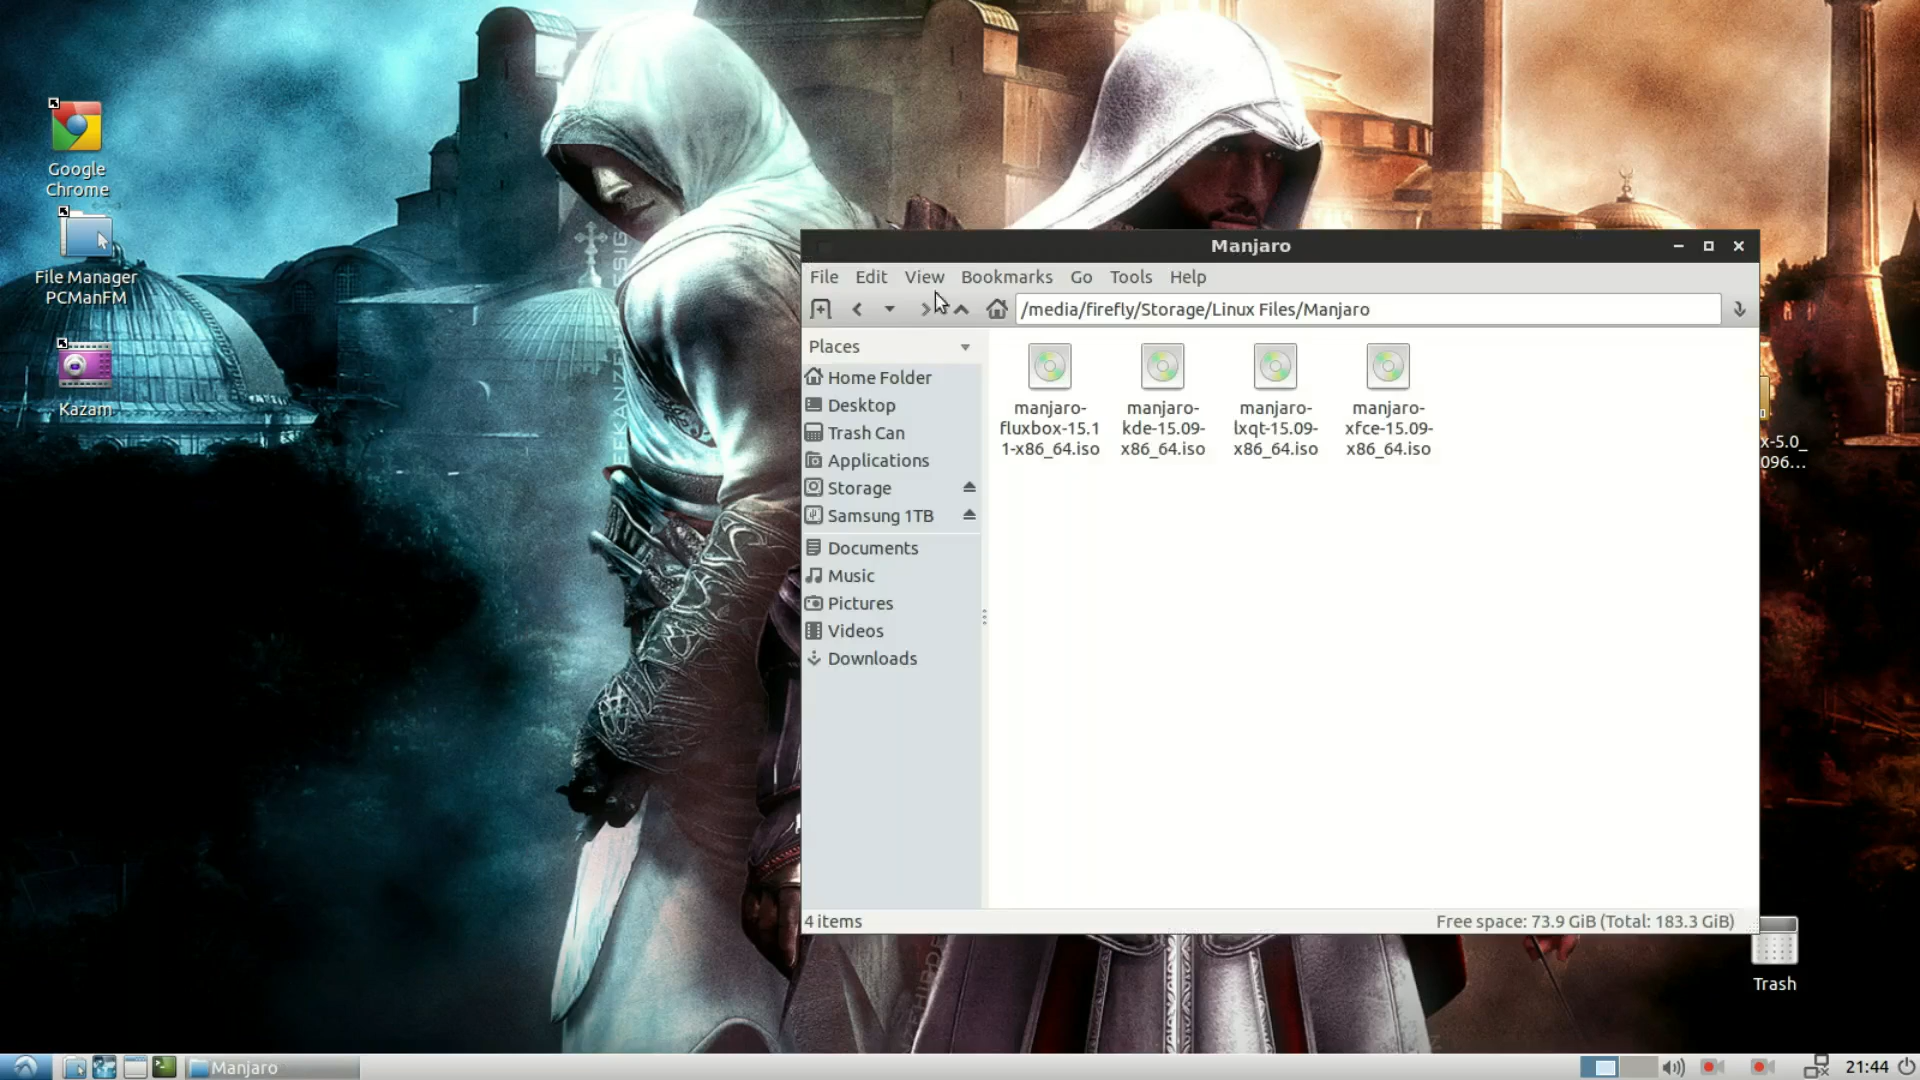 Google
Chrome
File Manager
PCManFM
Kazam
Manjaro
File Edit View Bookmarks Go Tools Help
/media/firefly/Storage/Linux Files/Manjaro
Places
Home Folder
Desktop
Trash Can
Applications
Storage
Samsung 1TB
Documents
Music
Pictures
Videos
Downloads
manjaro-
fluxbox-15.1
1-x86_64.iso
manjaro-
kde-15.09-
x86_64.iso
manjaro-
lxqt-15.09-
x86_64.iso
manjaro-
xfce-15.09-
x86_64.iso
4 items
Free space: 73.9 GiB (Total: 183.3 GiB)
x-5.0_
096...
Trash
Manjaro
21:44